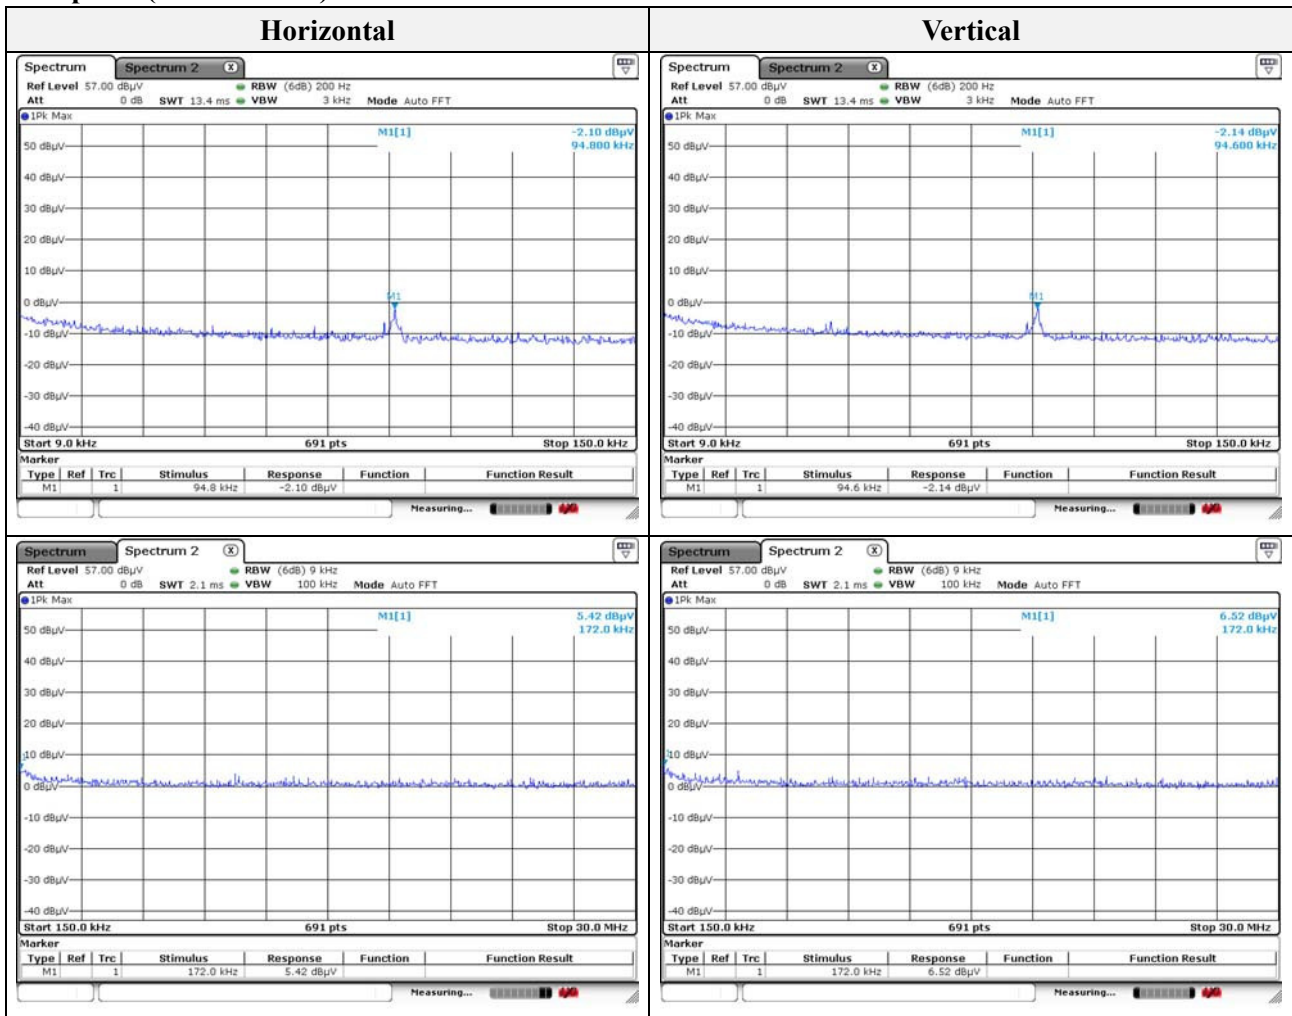 Horizontal
Vertical
Spectrum Spectrum 2 X
Ref Level 57.00 dBµV RBW (6dB) 200 Hz
Att 0 dB SWT 13.4 ms VBW 3 kHz Mode Auto FFT
1Pk Max
M1[1] -2.10 dBµV
94.800 kHz
50 dBµV
40 dBµV
30 dBµV
20 dBµV
10 dBµV
0 dBµV
M1
-10 dBµV
-20 dBµV
-30 dBµV
-40 dBµV
Start 9.0 kHz 691 pts Stop 150.0 kHz
Marker
Type Ref Trc Stimulus Response Function Function Result
M1 1 94.8 kHz -2.10 dBµV
Measuring...
Spectrum Spectrum 2 X
Ref Level 57.00 dBµV RBW (6dB) 200 Hz
Att 0 dB SWT 13.4 ms VBW 3 kHz Mode Auto FFT
1Pk Max
M1[1] -2.14 dBµV
94.600 kHz
50 dBµV
40 dBµV
30 dBµV
20 dBµV
10 dBµV
0 dBµV
M1
-10 dBµV
-20 dBµV
-30 dBµV
-40 dBµV
Start 9.0 kHz 691 pts Stop 150.0 kHz
Marker
Type Ref Trc Stimulus Response Function Function Result
M1 1 94.6 kHz -2.14 dBµV
Measuring...
Spectrum Spectrum 2 X
Ref Level 57.00 dBµV RBW (6dB) 9 kHz
Att 0 dB SWT 2.1 ms VBW 100 kHz Mode Auto FFT
1Pk Max
M1[1] 5.42 dBµV
172.0 kHz
50 dBµV
40 dBµV
30 dBµV
20 dBµV
10 dBµV
0 dBµV
-10 dBµV
-20 dBµV
-30 dBµV
-40 dBµV
Start 150.0 kHz 691 pts Stop 30.0 MHz
Marker
Type Ref Trc Stimulus Response Function Function Result
M1 1 172.0 kHz 5.42 dBµV
Measuring...
Spectrum Spectrum 2 X
Ref Level 57.00 dBµV RBW (6dB) 9 kHz
Att 0 dB SWT 2.1 ms VBW 100 kHz Mode Auto FFT
1Pk Max
M1[1] 6.52 dBµV
172.0 kHz
50 dBµV
40 dBµV
30 dBµV
20 dBµV
10 dBµV
0 dBµV
-10 dBµV
-20 dBµV
-30 dBµV
-40 dBµV
Start 150.0 kHz 691 pts Stop 30.0 MHz
Marker
Type Ref Trc Stimulus Response Function Function Result
M1 1 172.0 kHz 6.52 dBµV
Measuring...